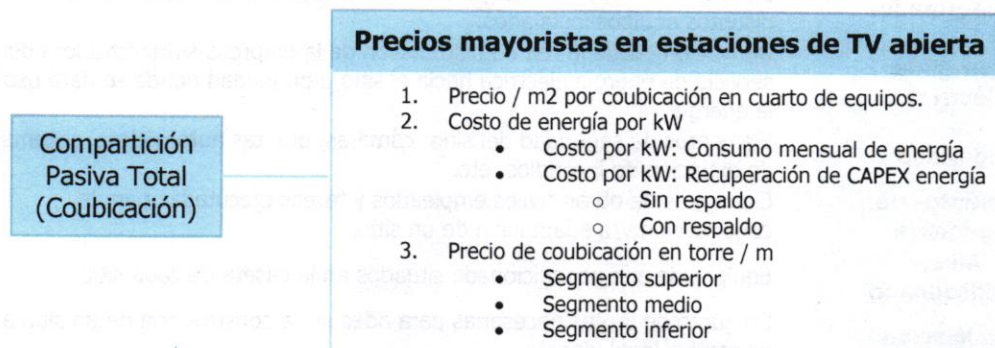 Precios mayoristas en estaciones de TV abierta
Compartición
Pasiva Total
(Coubicación)
1. Precio / m2 por coubicación en cuarto de equipos.
2. Costo de energía por kW
• Costo por kW: Consumo mensual de energía
• Costo por kW: Recuperación de CAPEX energía
o Sin respaldo
o Con respaldo
3. Precio de coubicación en torre / m
• Segmento superior
• Segmento medio
• Segmento inferior